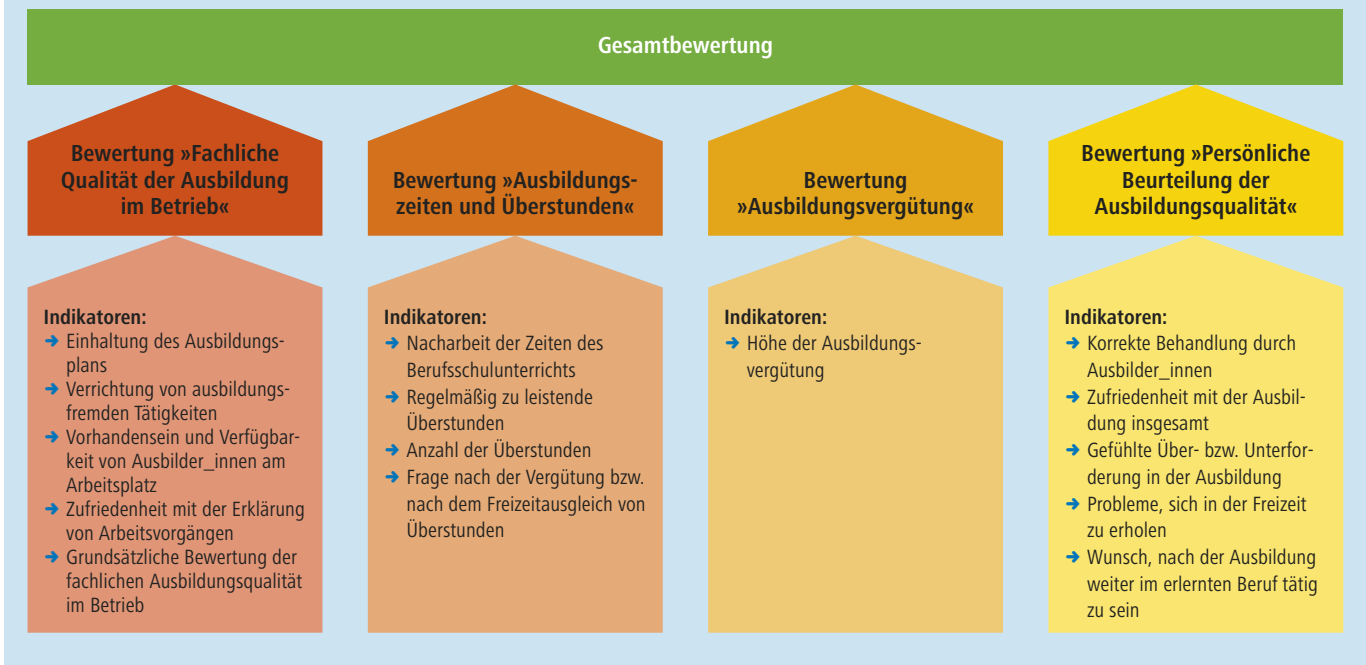 Gesamtbewertung
Bewertung »Fachliche
Qualität der Ausbildung
im Betrieb«
Indikatoren:
➔ Einhaltung des Ausbildungs-
plans
➔ Verrichtung von ausbildungs-
fremden Tätigkeiten
➔ Vorhandensein und Verfügbar-
keit von Ausbilder_innen am
Arbeitsplatz
➔ Zufriedenheit mit der Erklärung
von Arbeitsvorgängen
➔ Grundsätzliche Bewertung der
fachlichen Ausbildungsqualität
im Betrieb
Bewertung »Ausbildungs-
zeiten und Überstunden«
Indikatoren:
➔ Nacharbeit der Zeiten des
Berufsschulunterrichts
➔ Regelmäßig zu leistende
Überstunden
➔ Anzahl der Überstunden
➔ Frage nach der Vergütung bzw.
nach dem Freizeitausgleich von
Überstunden
Bewertung
»Ausbildungsvergütung«
Indikatoren:
➔ Höhe der Ausbildungs-
vergütung
Bewertung »Persönliche
Beurteilung der
Ausbildungsqualität«
Indikatoren:
➔ Korrekte Behandlung durch
Ausbilder_innen
➔ Zufriedenheit mit der Ausbil-
dung insgesamt
➔ Gefühlte Über- bzw. Unterfor-
derung in der Ausbildung
➔ Probleme, sich in der Freizeit
zu erholen
➔ Wunsch, nach der Ausbildung
weiter im erlernten Beruf tätig
zu sein